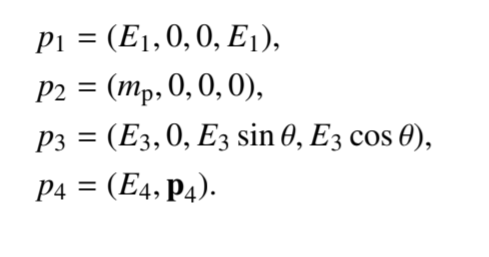 p₁ = (E₁, 0, 0, E₁),
p₂ = (mₚ, 0, 0, 0),
p₃ = (E₃, 0, E₃ sin θ, E₃ cos θ),
p₄ = (E₄, 𝐩₄).